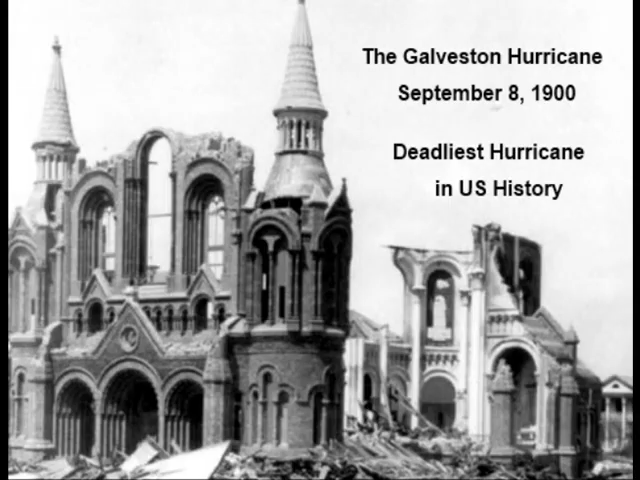 The Galveston Hurricane
September 8, 1900
Deadliest Hurricane
in US History